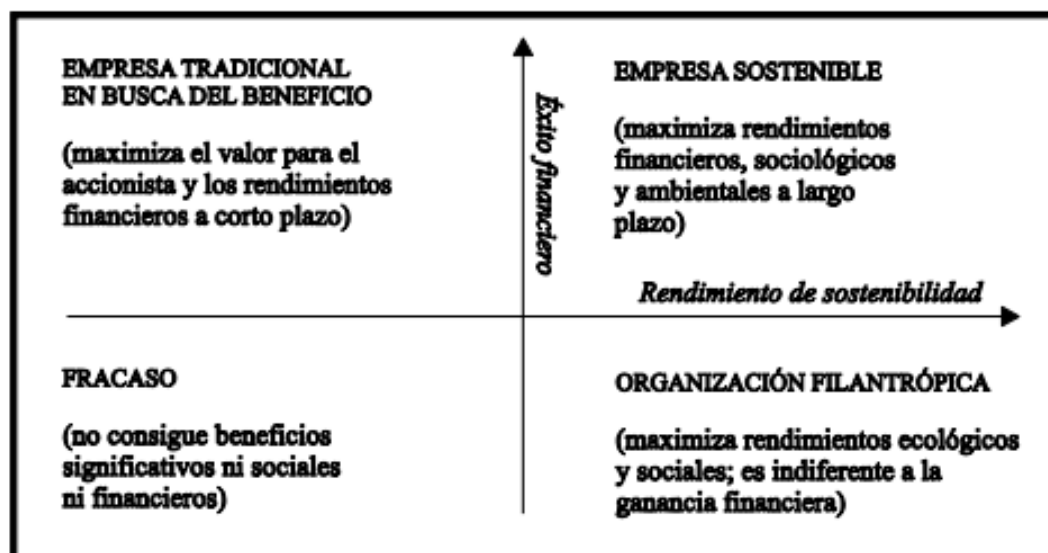 EMPRESA TRADICIONAL
EN BUSCA DEL BENEFICIO
(maximiza el valor para el
accionista y los rendimientos
financieros a corto plazo)
Éxito financiero
EMPRESA SOSTENIBLE
(maximiza rendimientos
financieros, sociológicos
y ambientales a largo
plazo)
Rendimiento de sostenibilidad
FRACASO
(no consigue beneficios
significativos ni sociales
ni financieros)
ORGANIZACIÓN FILANTRÓPICA
(maximiza rendimientos ecológicos
y sociales; es indiferente a la
ganancia financiera)